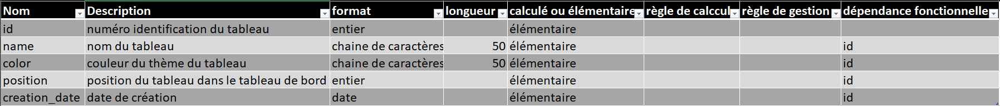 Nom Description format longueur calculé ou élémentaire règle de calccul règle de gestion dépendance fonctionnelle
id numéro identification du tableau entier élémentaire
name nom du tableau chaine de caractères 50 élémentaire id
color couleur du thème du tableau chaine de caractères 50 élémentaire id
position position du tableau dans le tableau de bord entier élémentaire id
creation_date date de création date élémentaire id